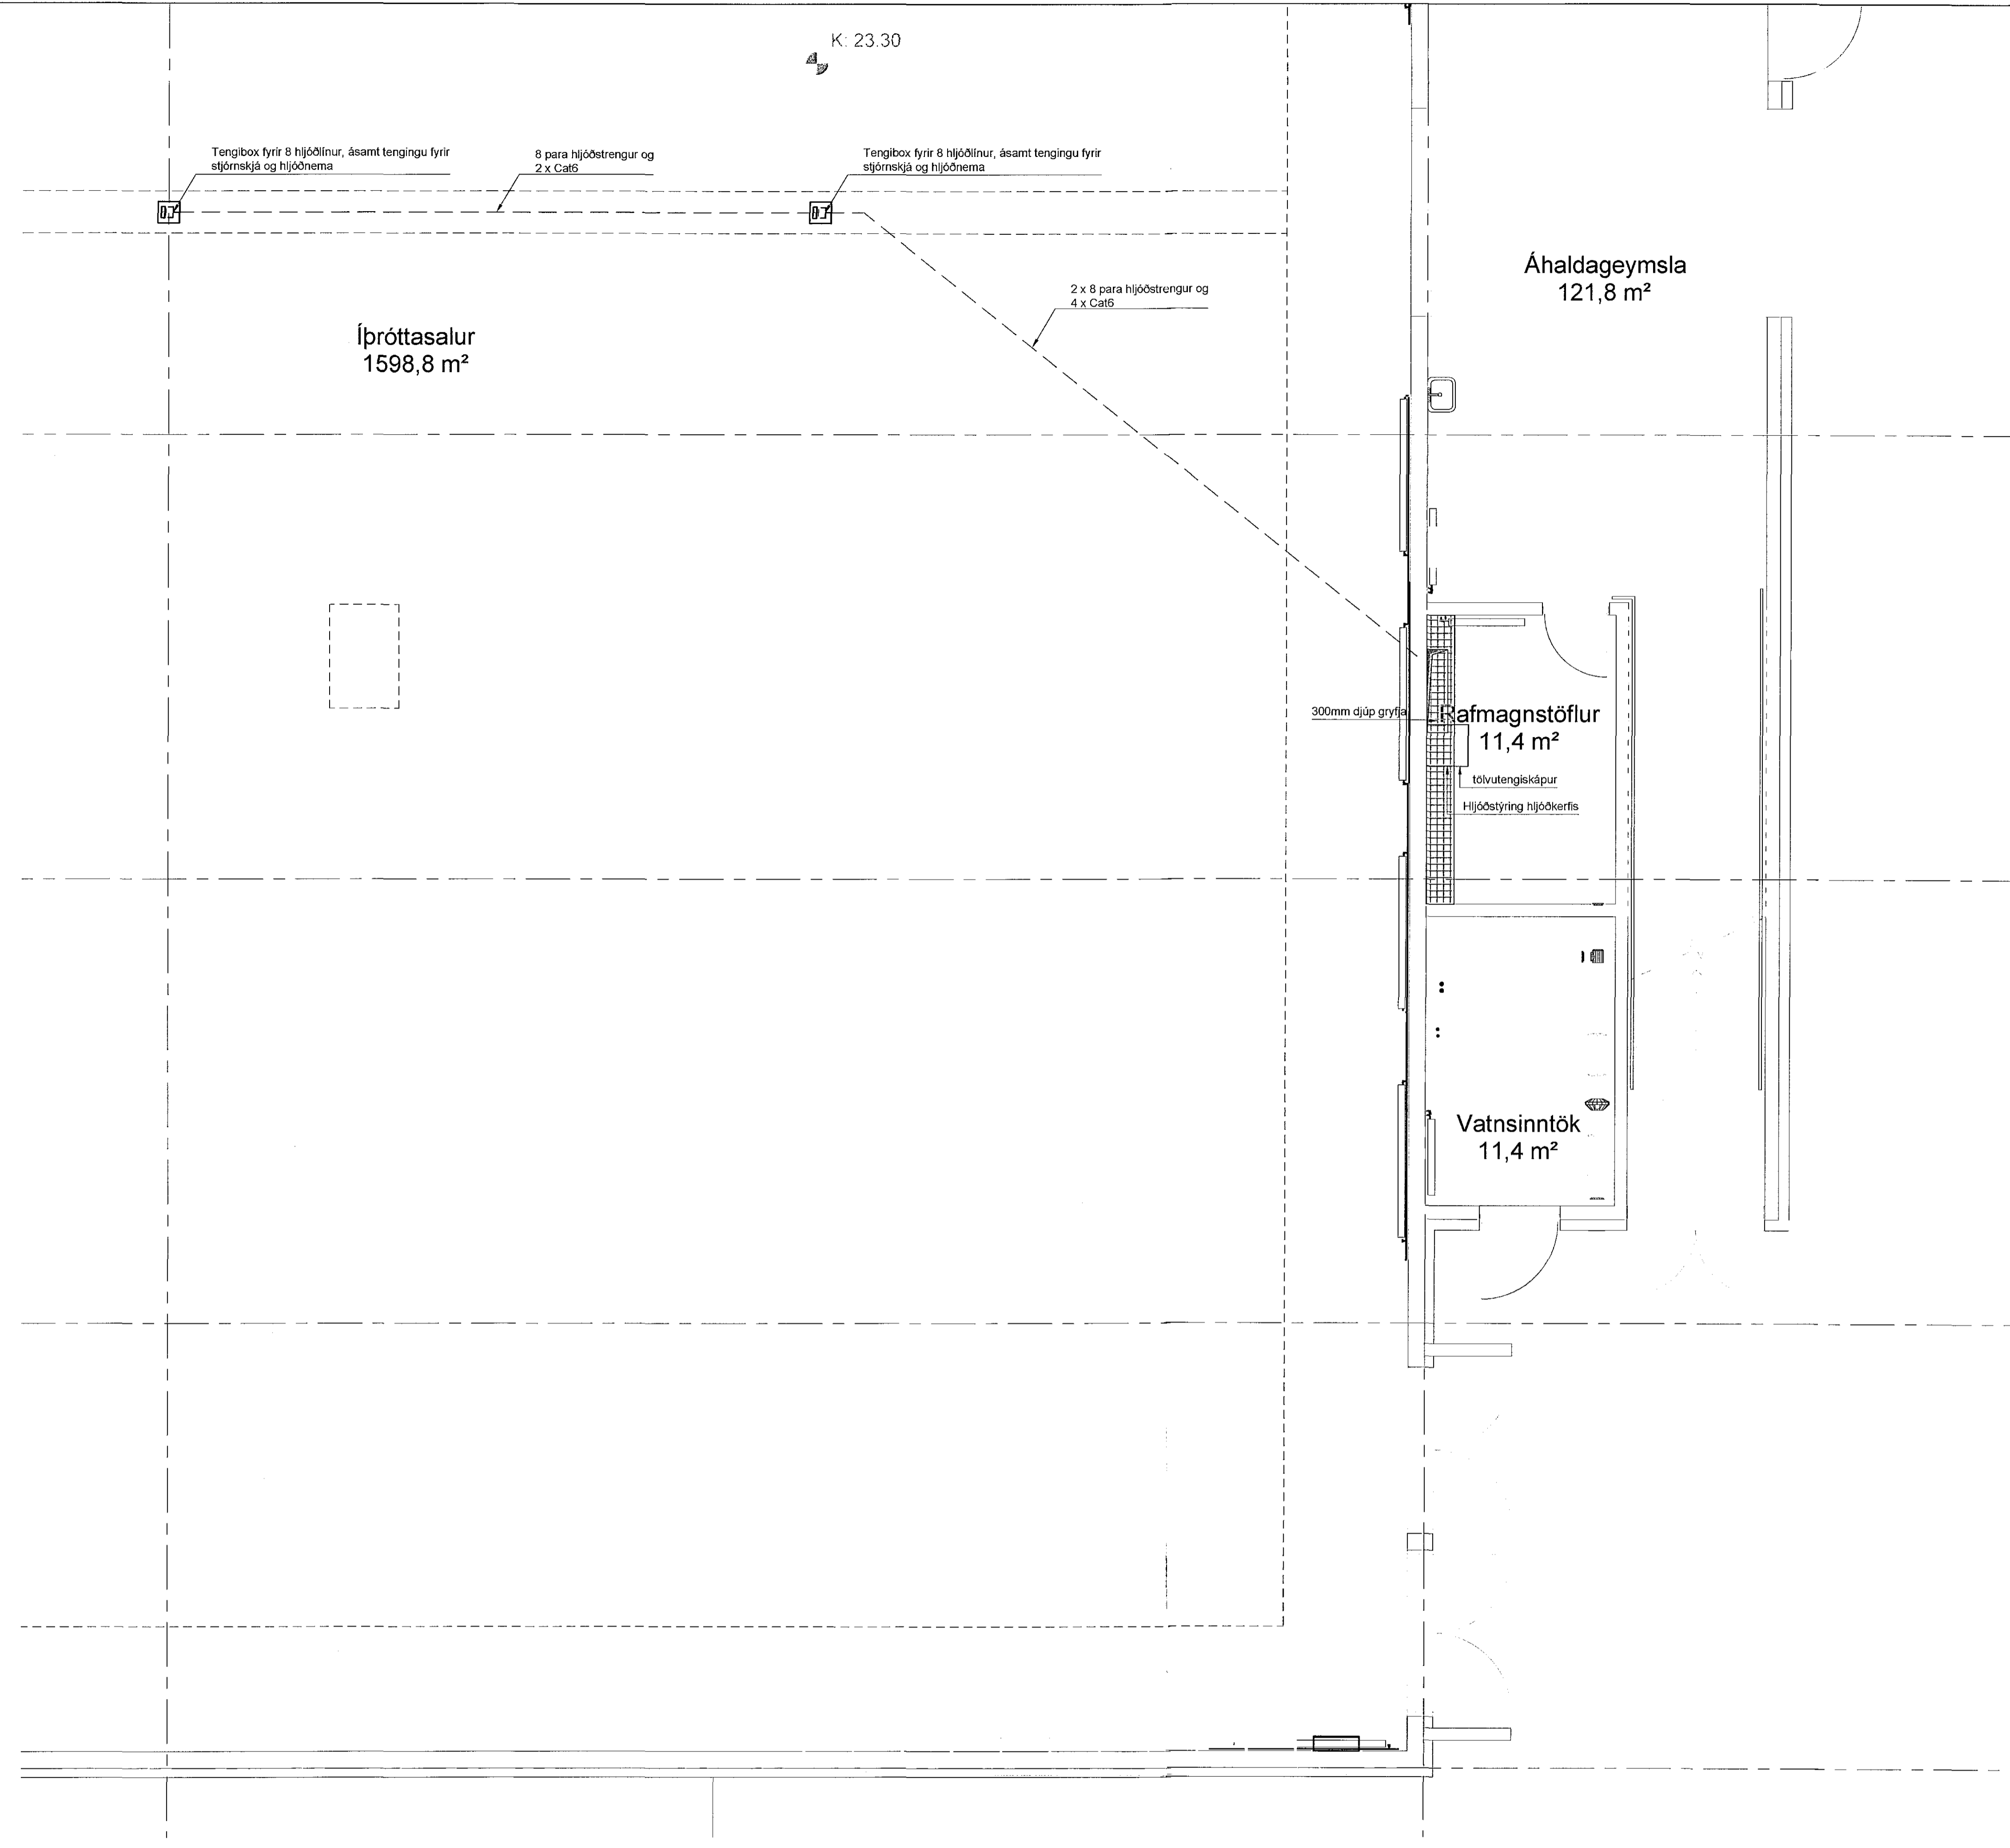 K: 23.30
Tengibox fyrir 8 hljóðlínur, ásamt tengingu fyrir
stjórnskjá og hljóðnema
8 para hljóðstrengur og
2 x Cat6
Tengibox fyrir 8 hljóðlínur, ásamt tengingu fyrir
stjórnskjá og hljóðnema
Áhaldageymsla
121,8 m²
2 x 8 para hljóðstrengur og
4 x Cat6
Íþróttasalur
1598,8 m²
300mm djúp gryfja
Rafmagnstöflur
11,4 m²
tölvutengiskápur
Hljóðstýring hljóðkerfis
Vatnsinntök
11,4 m²